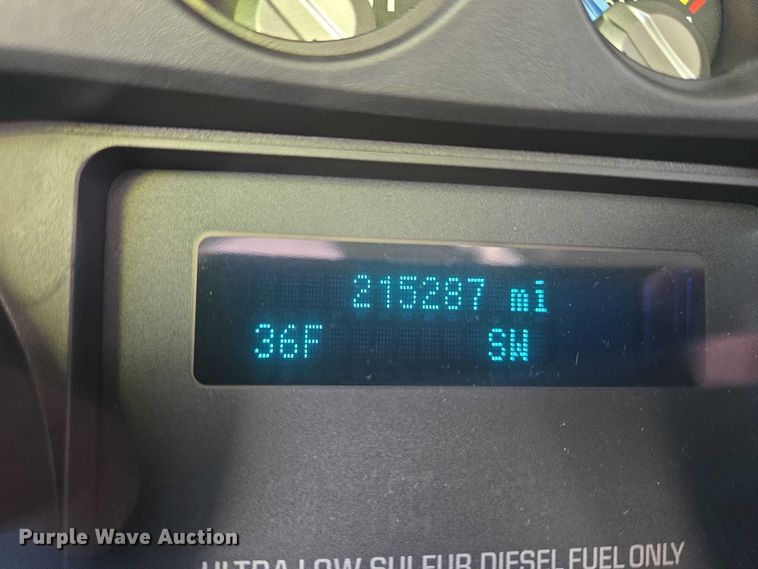 215287 mi
36F SW
Purple Wave Auction
ULTRA LOW SULFUR DIESEL FUEL ONLY